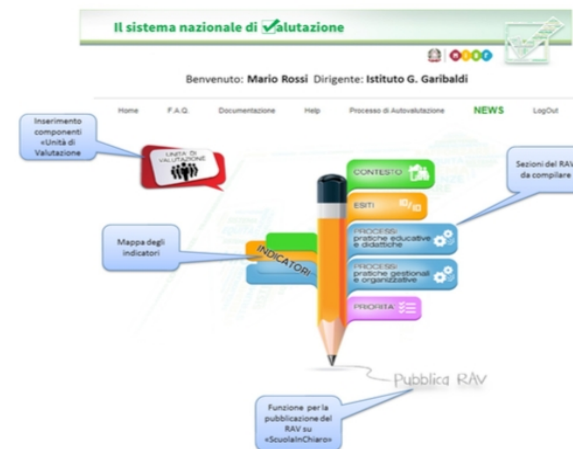 Il sistema nazionale di Valutazione
MIUR
Benvenuto: Mario Rossi Dirigente: Istituto G. Garibaldi
Home F.A.Q. Documentazione Help Processo di Autovalutazione NEWS LogOut
Inserimento
componenti
«Unità di
Valutazione
UNITÀ DI
VALUTAZIONE
CONTESTO
Sezioni del RAV
da compilare
ESITI 10/10
PROCESSI:
pratiche educative
e didattiche
Mappa degli
indicatori
INDICATORI
PROCESSI:
pratiche gestionali
e organizzative
PRIORITÀ
Pubblica RAV
Funzione per la
pubblicazione del
RAV su
«ScuolaInChiaro»